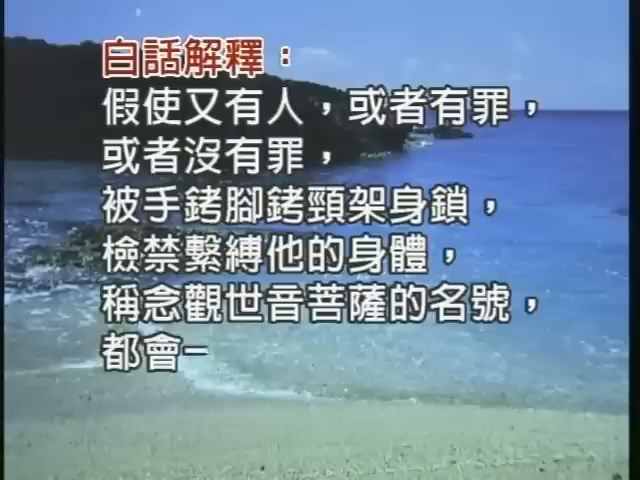 白話解釋：
假使又有人，或者有罪，
或者沒有罪，
被手銬腳銬頸架身鎖，
檢禁繫縛他的身體，
稱念觀世音菩薩的名號，
都會–